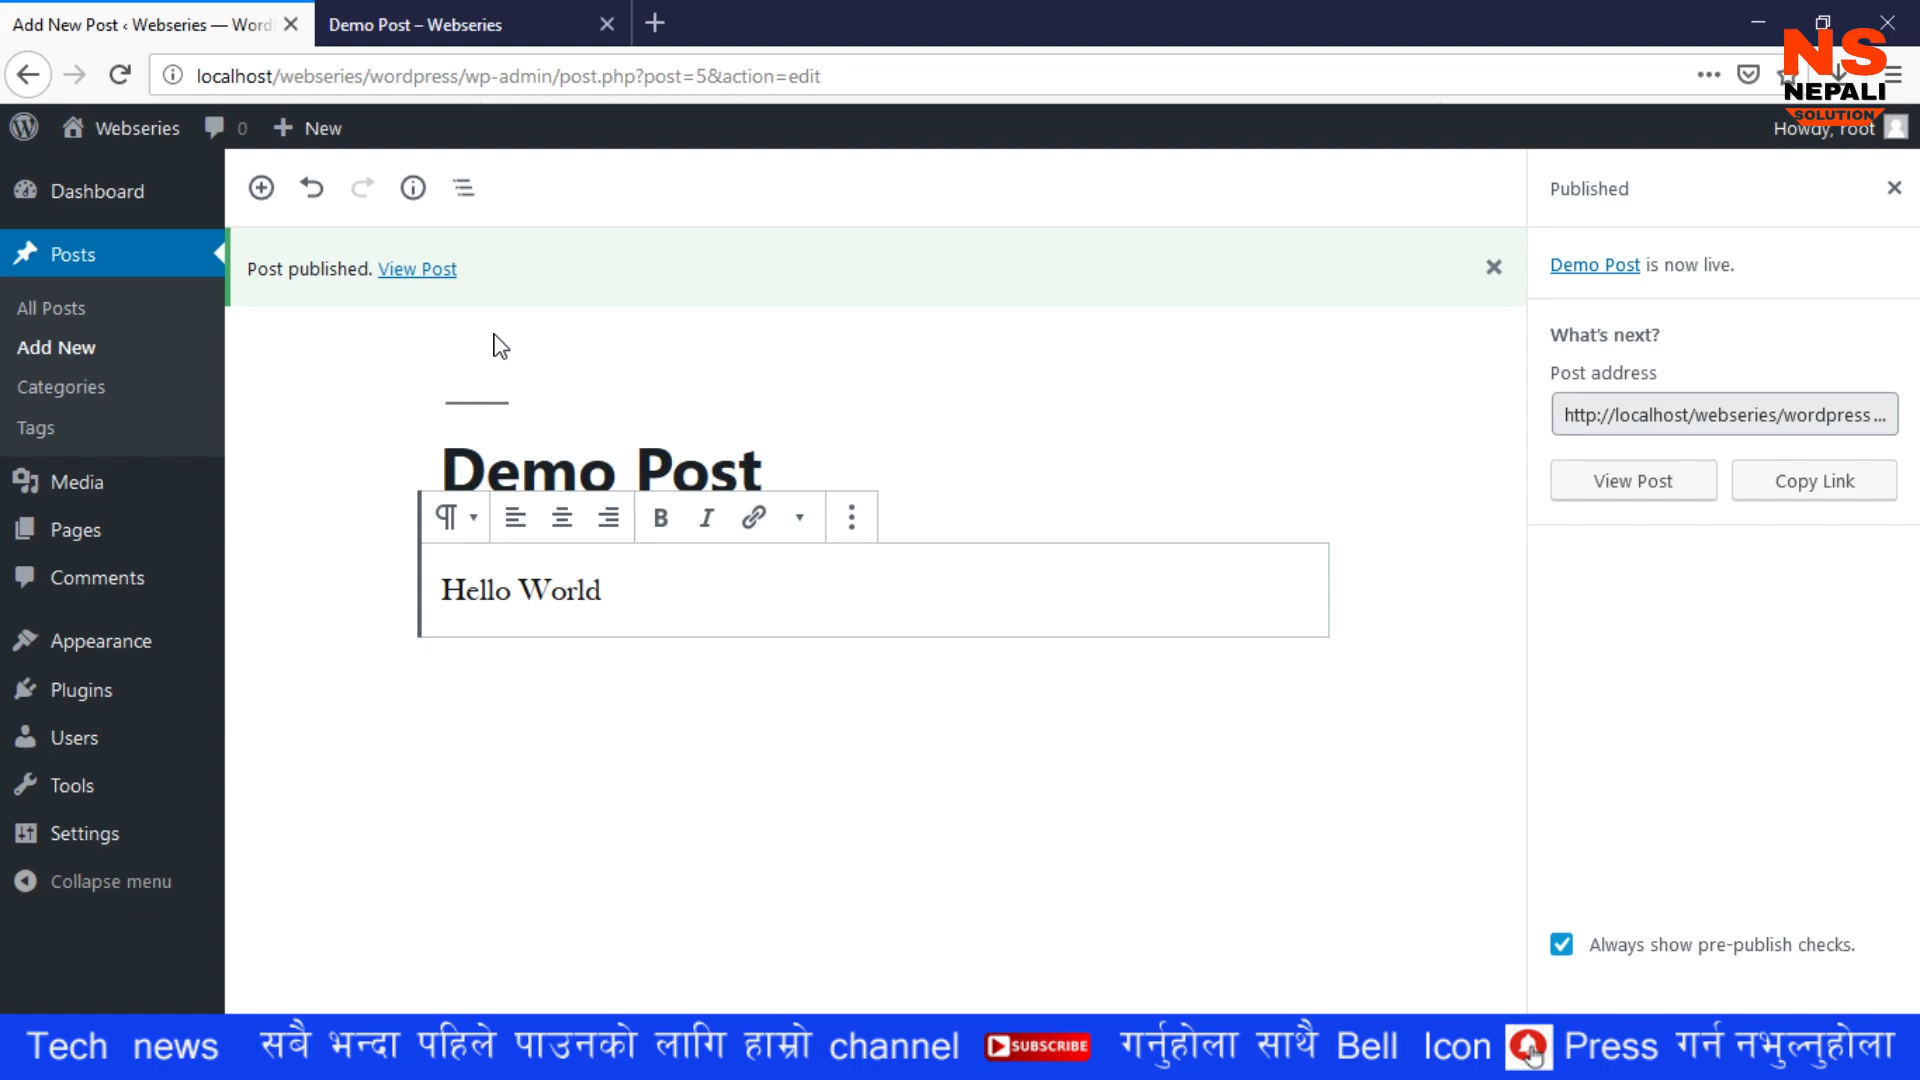 Add New Post ‹ Webseries — Word
Demo Post – Webseries
localhost/webseries/wordpress/wp-admin/post.php?post=5&action=edit
NS
NEPALI
SOLUTION
Webseries
0
New
Howdy, root
Dashboard
Posts
All Posts
Add New
Categories
Tags
Media
Pages
Comments
Appearance
Plugins
Users
Tools
Settings
Collapse menu
Post published. View Post
Demo Post
B I
Hello World
Published
Demo Post is now live.
What's next?
Post address
http://localhost/webseries/wordpress...
View Post
Copy Link
Always show pre-publish checks.
Tech news सबै भन्दा पहिले पाउनको लागि हाम्रो channel SUBSCRIBE गर्नुहोला साथै Bell Icon Press गर्न नभुल्नुहोला